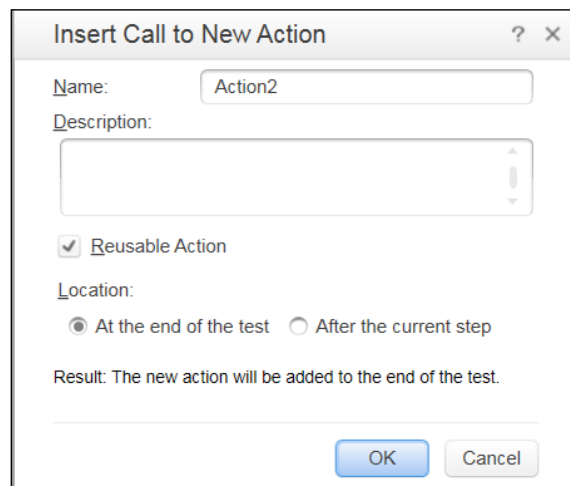 Insert Call to New Action ?
Name: Action2
Description:
Reusable Action
Location:
At the end of the test After the current step
Result: The new action will be added to the end of the test.
OK Cancel